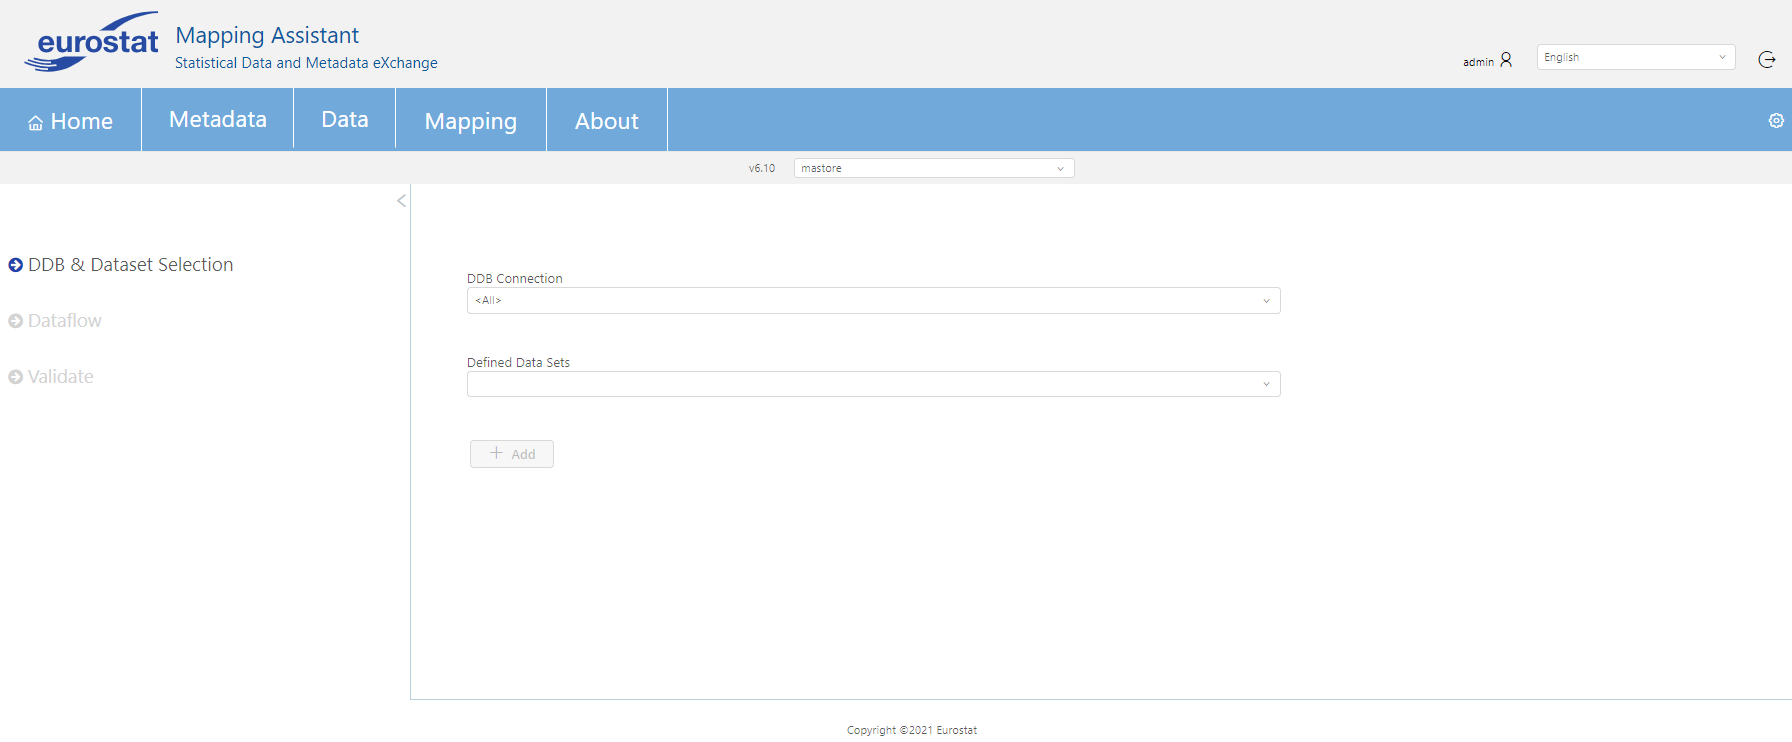 eurostat
Mapping Assistant
Statistical Data and Metadata eXchange
admin
English
Home
Metadata
Data
Mapping
About
v6.10
mastore
DDB & Dataset Selection
Dataflow
Validate
DDB Connection
<All>
Defined Data Sets
Add
Copyright ©2021 Eurostat